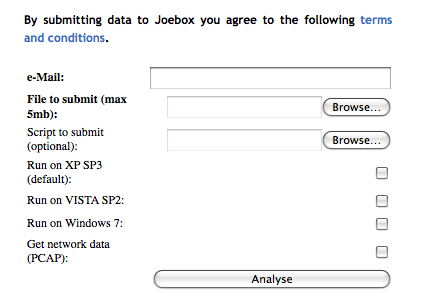 By submitting data to Joebox you agree to the following terms
and conditions.
e-Mail:
File to submit (max
5mb):
Browse...
Script to submit
(optional):
Browse...
Run on XP SP3
(default):
Run on VISTA SP2:
Run on Windows 7:
Get network data
(PCAP):
Analyse